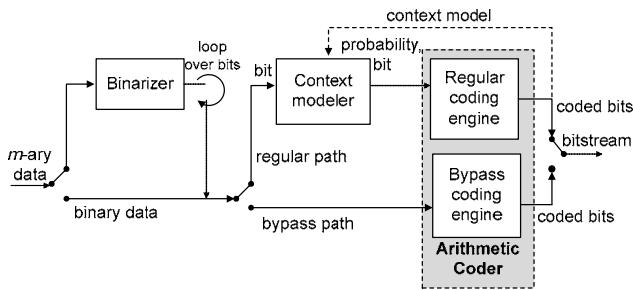 context model
loop
over bits
probability,
bit
bit
Binarizer
Context
modeler
Regular
coding
engine
coded bits
m-ary
data
regular path
bitstream
binary data
bypass path
Bypass
coding
engine
coded bits
Arithmetic
Coder